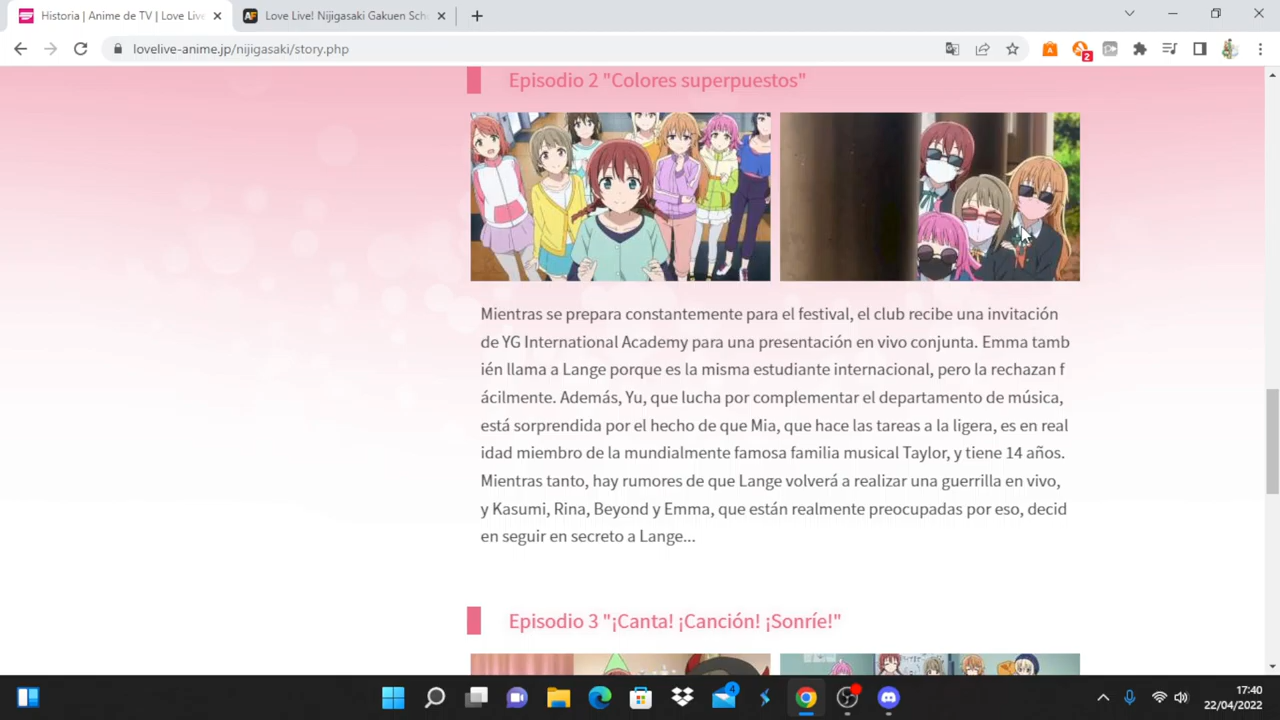 Historia | Anime de TV | Love Live
Love Live! Nijigasaki Gakuen Sch
lovelive-anime.jp/nijigasaki/story.php
2
Episodio 2 "Colores superpuestos"
Mientras se prepara constantemente para el festival, el club recibe una invitación
de YG International Academy para una presentación en vivo conjunta. Emma tamb
ién llama a Lange porque es la misma estudiante internacional, pero la rechazan f
ácilmente. Además, Yu, que lucha por complementar el departamento de música,
está sorprendida por el hecho de que Mia, que hace las tareas a la ligera, es en real
idad miembro de la mundialmente famosa familia musical Taylor, y tiene 14 años.
Mientras tanto, hay rumores de que Lange volverá a realizar una guerrilla en vivo,
y Kasumi, Rina, Beyond y Emma, que están realmente preocupadas por eso, decid
en seguir en secreto a Lange...
Episodio 3 "¡Canta! ¡Canción! ¡Sonríe!"
4
17:40
22/04/2022